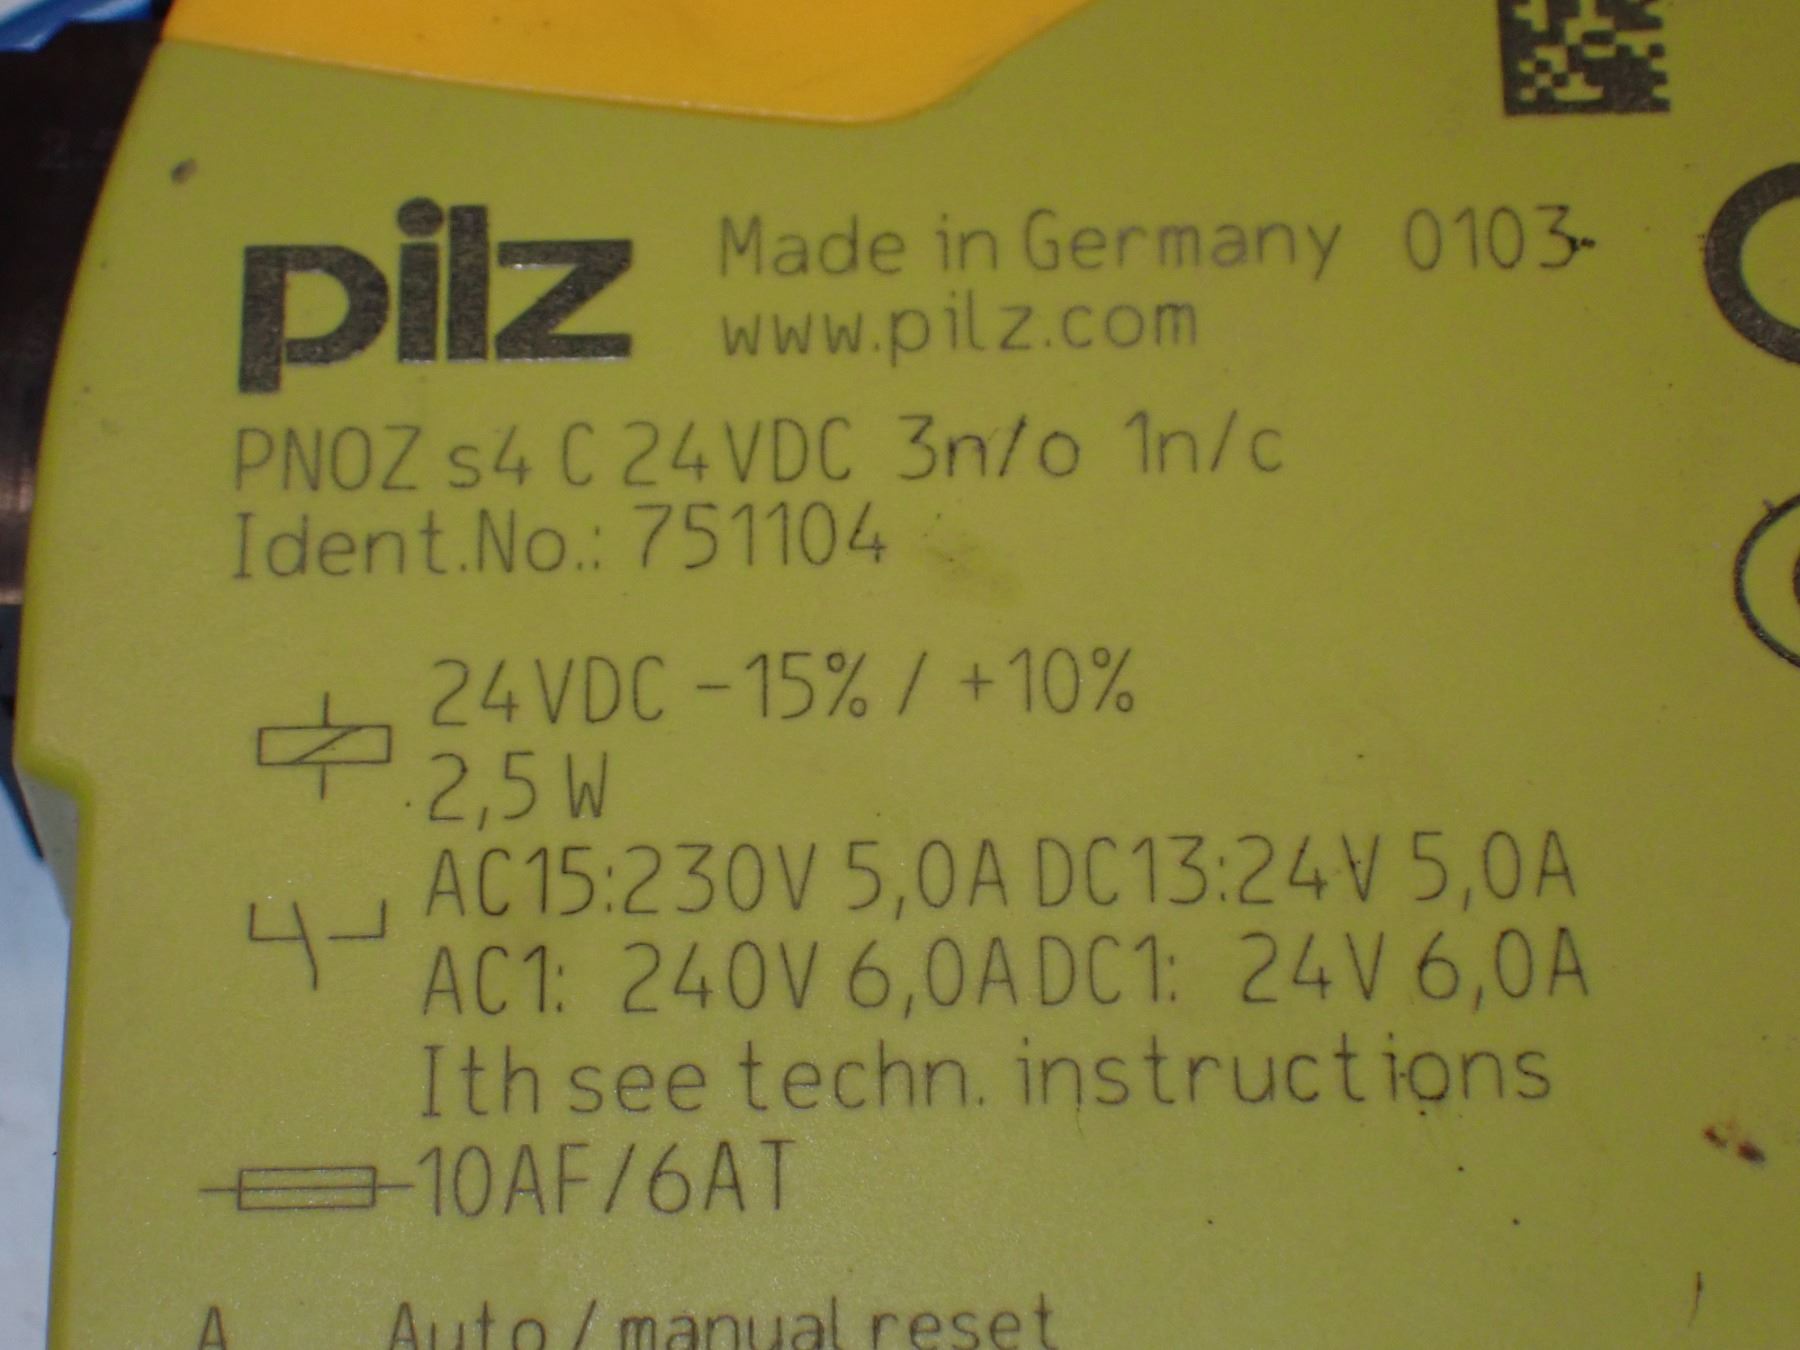 pilz Made in Germany 0103
www.pilz.com
PNOZ s4 C 24VDC 3n/o 1n/c
Ident.No.: 751104
24VDC -15% / +10%
2,5 W
AC15:230V 5,0A DC13:24V 5,0A
AC1: 240V 6,0A DC1: 24V 6,0A
Ith see techn. instructions
10AF/6AT
A Auto / manual reset